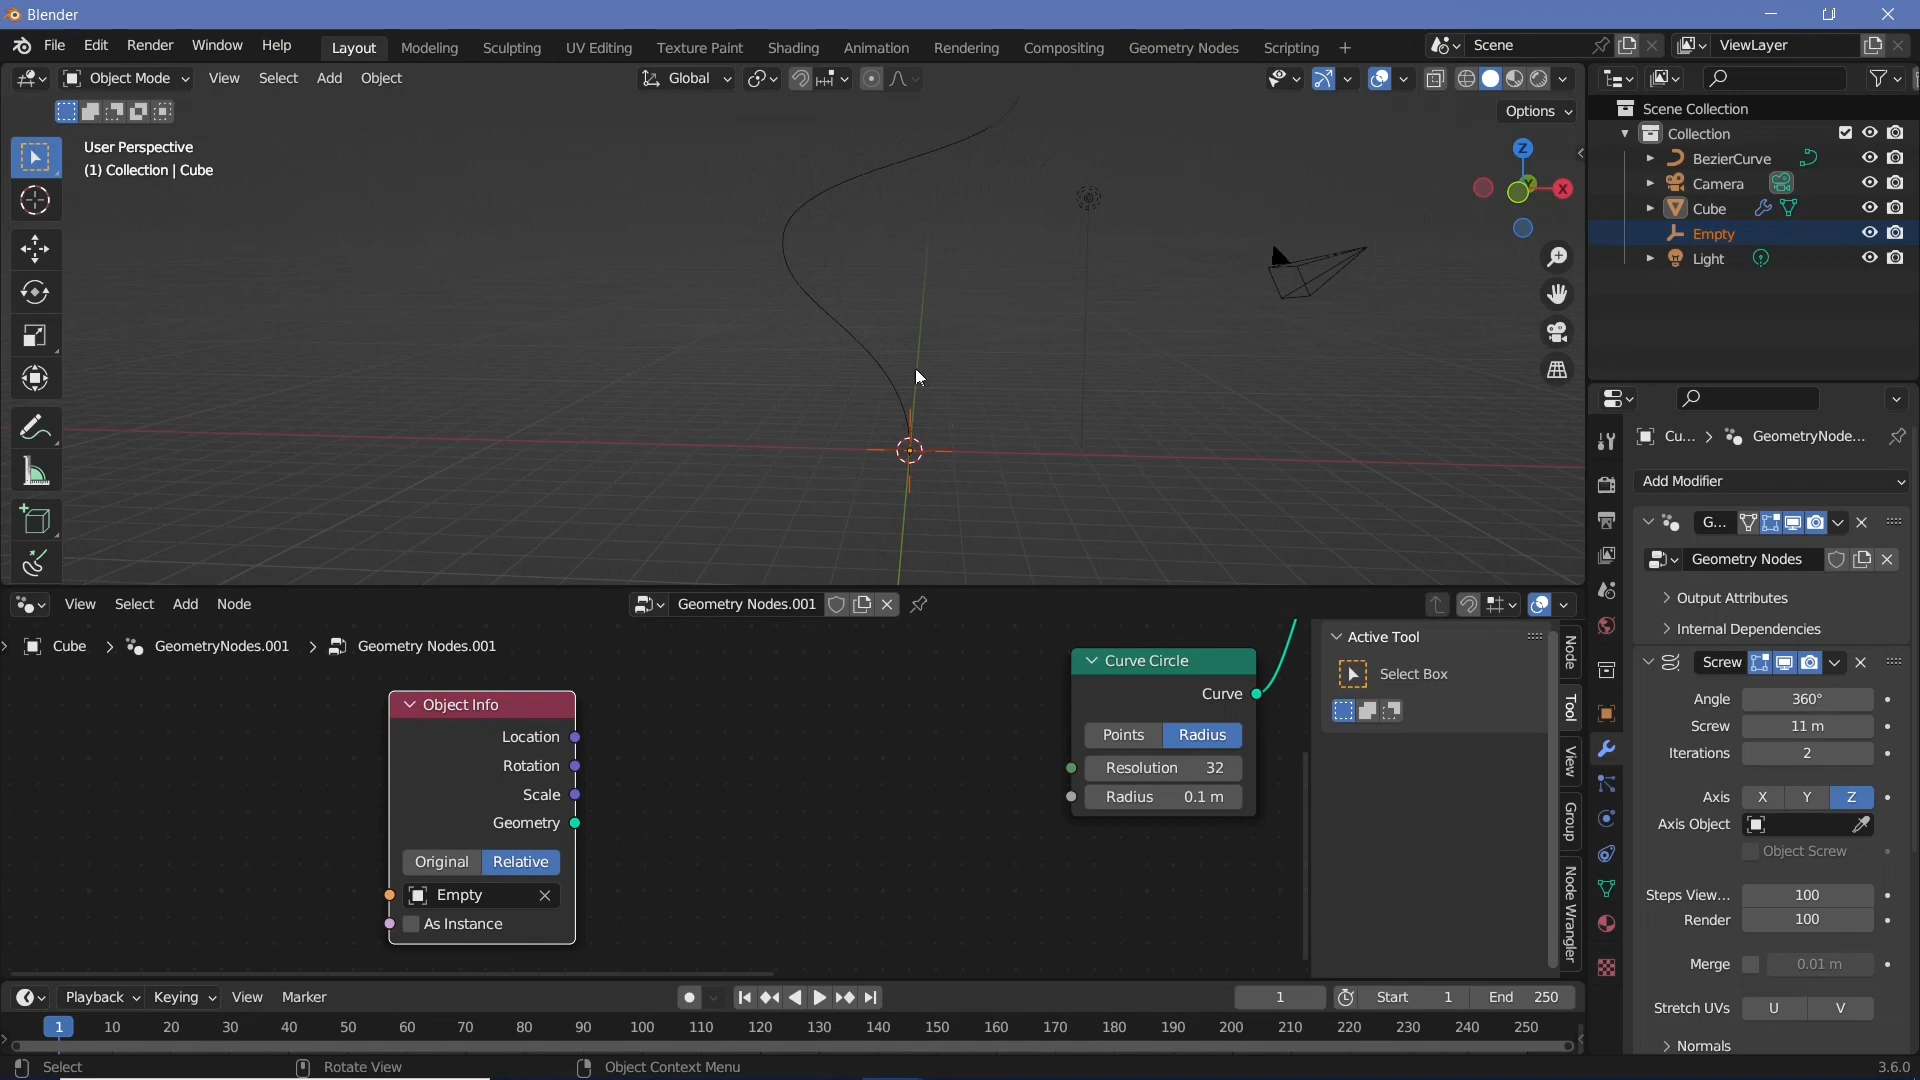 Blender
File Edit Render Window Help
Layout Modeling Sculpting UV Editing Texture Paint Shading Animation Rendering Compositing Geometry Nodes Scripting +
Scene
ViewLayer
Object Mode View Select Add Object
Global
Options
User Perspective
(1) Collection | Cube
Z
Y
X
Scene Collection
Collection
BezierCurve
Camera
Cube
Empty
Light
Cu... > GeometryNode...
Add Modifier
G...
Geometry Nodes
Output Attributes
Internal Dependencies
Screw
Angle 360°
Screw 11 m
Iterations 2
Axis X Y Z
Axis Object
Object Screw
Steps View... 100
Render 100
Merge 0.01 m
Stretch UVs U V
Normals
View Select Add Node
Geometry Nodes.001
Cube > GeometryNodes.001 > Geometry Nodes.001
Object Info
Location
Rotation
Scale
Geometry
Original Relative
Empty
As Instance
Curve Circle
Curve
Points Radius
Resolution 32
Radius 0.1 m
Active Tool
Select Box
Node
Tool
View
Group
Node Wrangler
Playback Keying View Marker
1
Start 1
End 250
1 10 20 30 40 50 60 70 80 90 100 110 120 130 140 150 160 170 180 190 200 210 220 230 240 250
Select
Rotate View
Object Context Menu
3.6.0